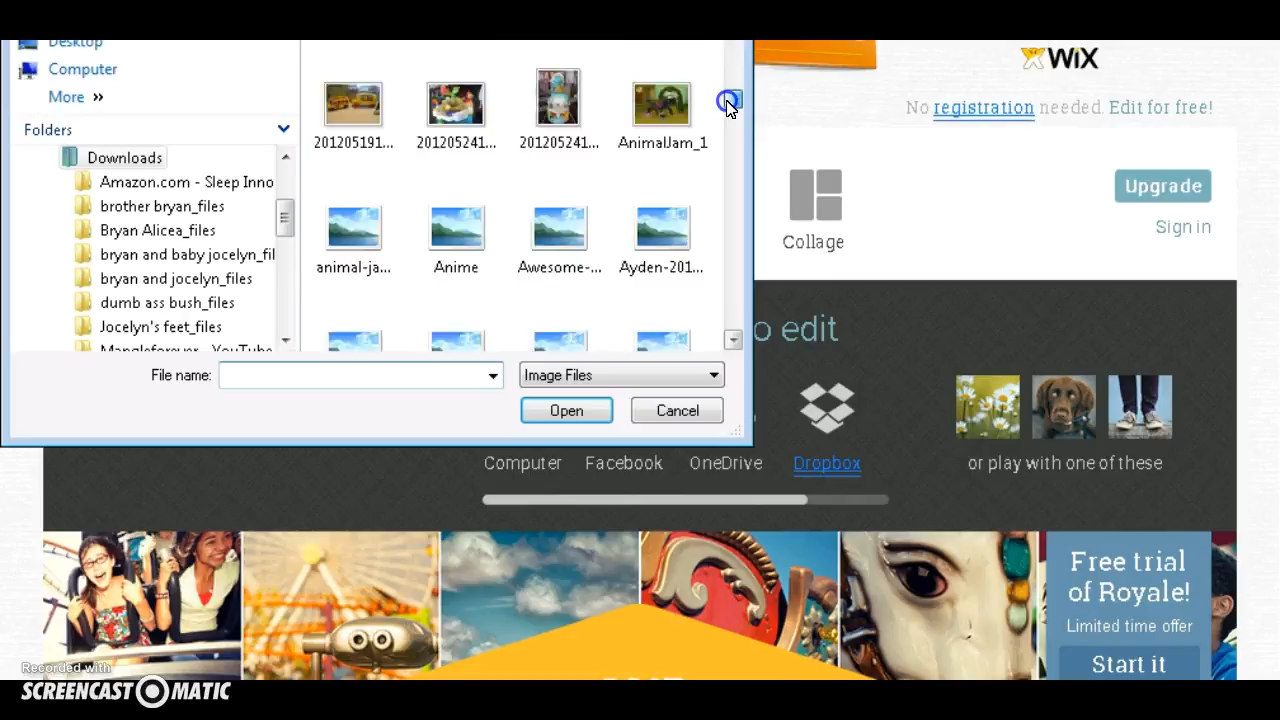 Desktop
Computer
More »
Folders
Downloads
Amazon.com - Sleep Inno
brother bryan_files
Bryan Alicea_files
bryan and baby jocelyn_fil
bryan and jocelyn_files
dumb ass bush_files
Jocelyn's feet_files
Mangleforever - YouTube
201205191...
201205241...
201205241...
AnimalJam_1
animal-ja...
Anime
Awesome-...
Ayden-201...
File name:
Image Files
Open
Cancel
WiX
No registration needed. Edit for free!
Collage
Upgrade
Sign in
o edit
Computer
Facebook
OneDrive
Dropbox
or play with one of these
Free trial
of Royale!
Limited time offer
Start it
Recorded with
SCREENCAST O MATIC